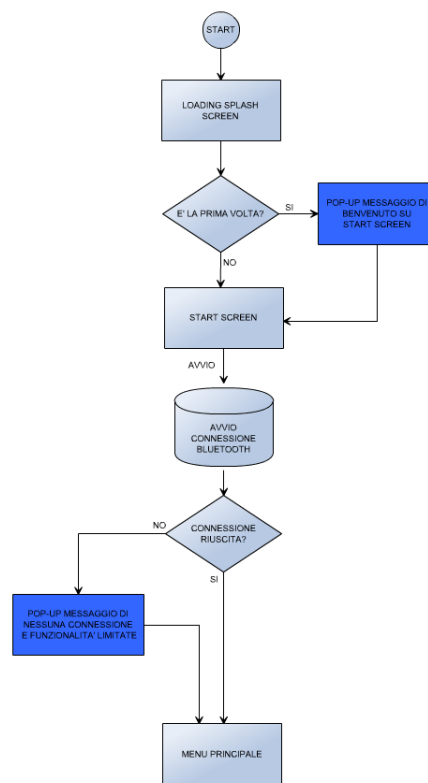 START
LOADING SPLASH
SCREEN
E' LA PRIMA VOLTA?
SI
POP-UP MESSAGGIO DI
BENVENUTO SU
START SCREEN
NO
START SCREEN
AVVIO
AVVIO
CONNESSIONE
BLUETOOTH
NO
CONNESSIONE
RIUSCITA?
SI
POP-UP MESSAGGIO DI
NESSUNA CONNESSIONE
E FUNZIONALITA' LIMITATE
MENU PRINCIPALE